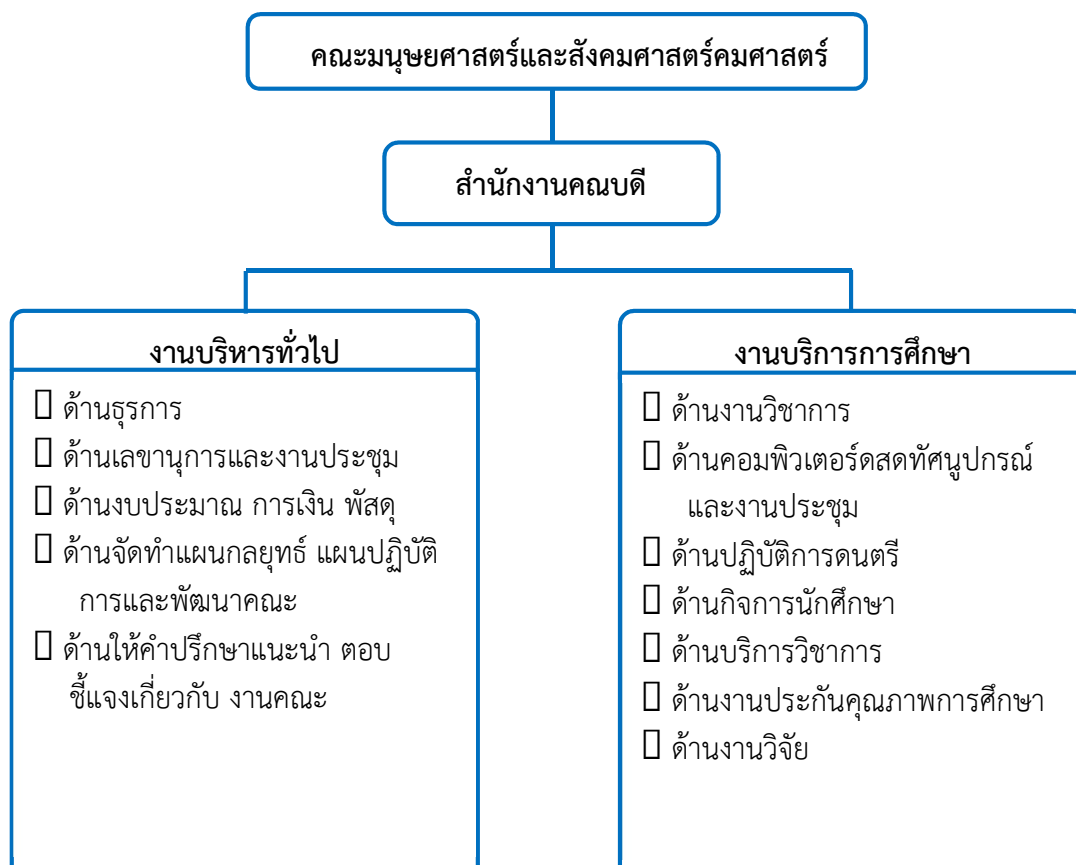 คณะมนุษยศาสตร์และสังคมศาสตร์คมศาสตร์
สำนักงานคณบดี
งานบริหารทั่วไป
ด้านธุรการ
ด้านเลขานุการและงานประชุม
ด้านงบประมาณ การเงิน พัสดุ
ด้านจัดทำแผนกลยุทธ์ แผนปฏิบัติ
การและพัฒนาคณะ
ด้านให้คำปรึกษาแนะนำ ตอบ
ชี้แจงเกี่ยวกับ งานคณะ
งานบริการการศึกษา
ด้านงานวิชาการ
ด้านคอมพิวเตอร์ดสดทัศนูปกรณ์
และงานประชุม
ด้านปฏิบัติการดนตรี
ด้านกิจการนักศึกษา
ด้านบริการวิชาการ
ด้านงานประกันคุณภาพการศึกษา
ด้านงานวิจัย